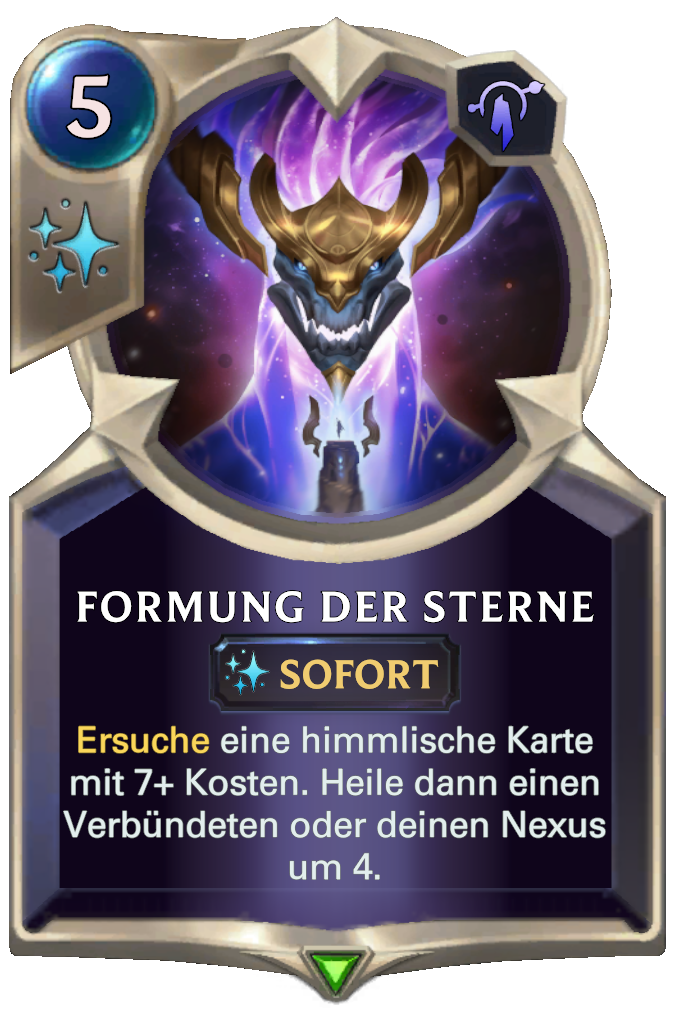 5
FORMUNG DER STERNE
SOFORT
Ersuche eine himmlische Karte
mit 7+ Kosten. Heile dann einen
Verbündeten oder deinen Nexus
um 4.